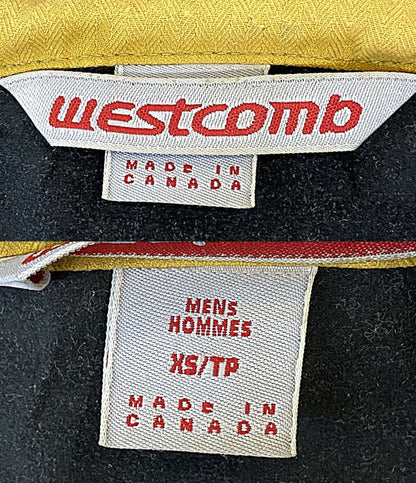 westcomb
MADE IN
CANADA
MENS
HOMMES
XS/TP
MADE IN
CANADA